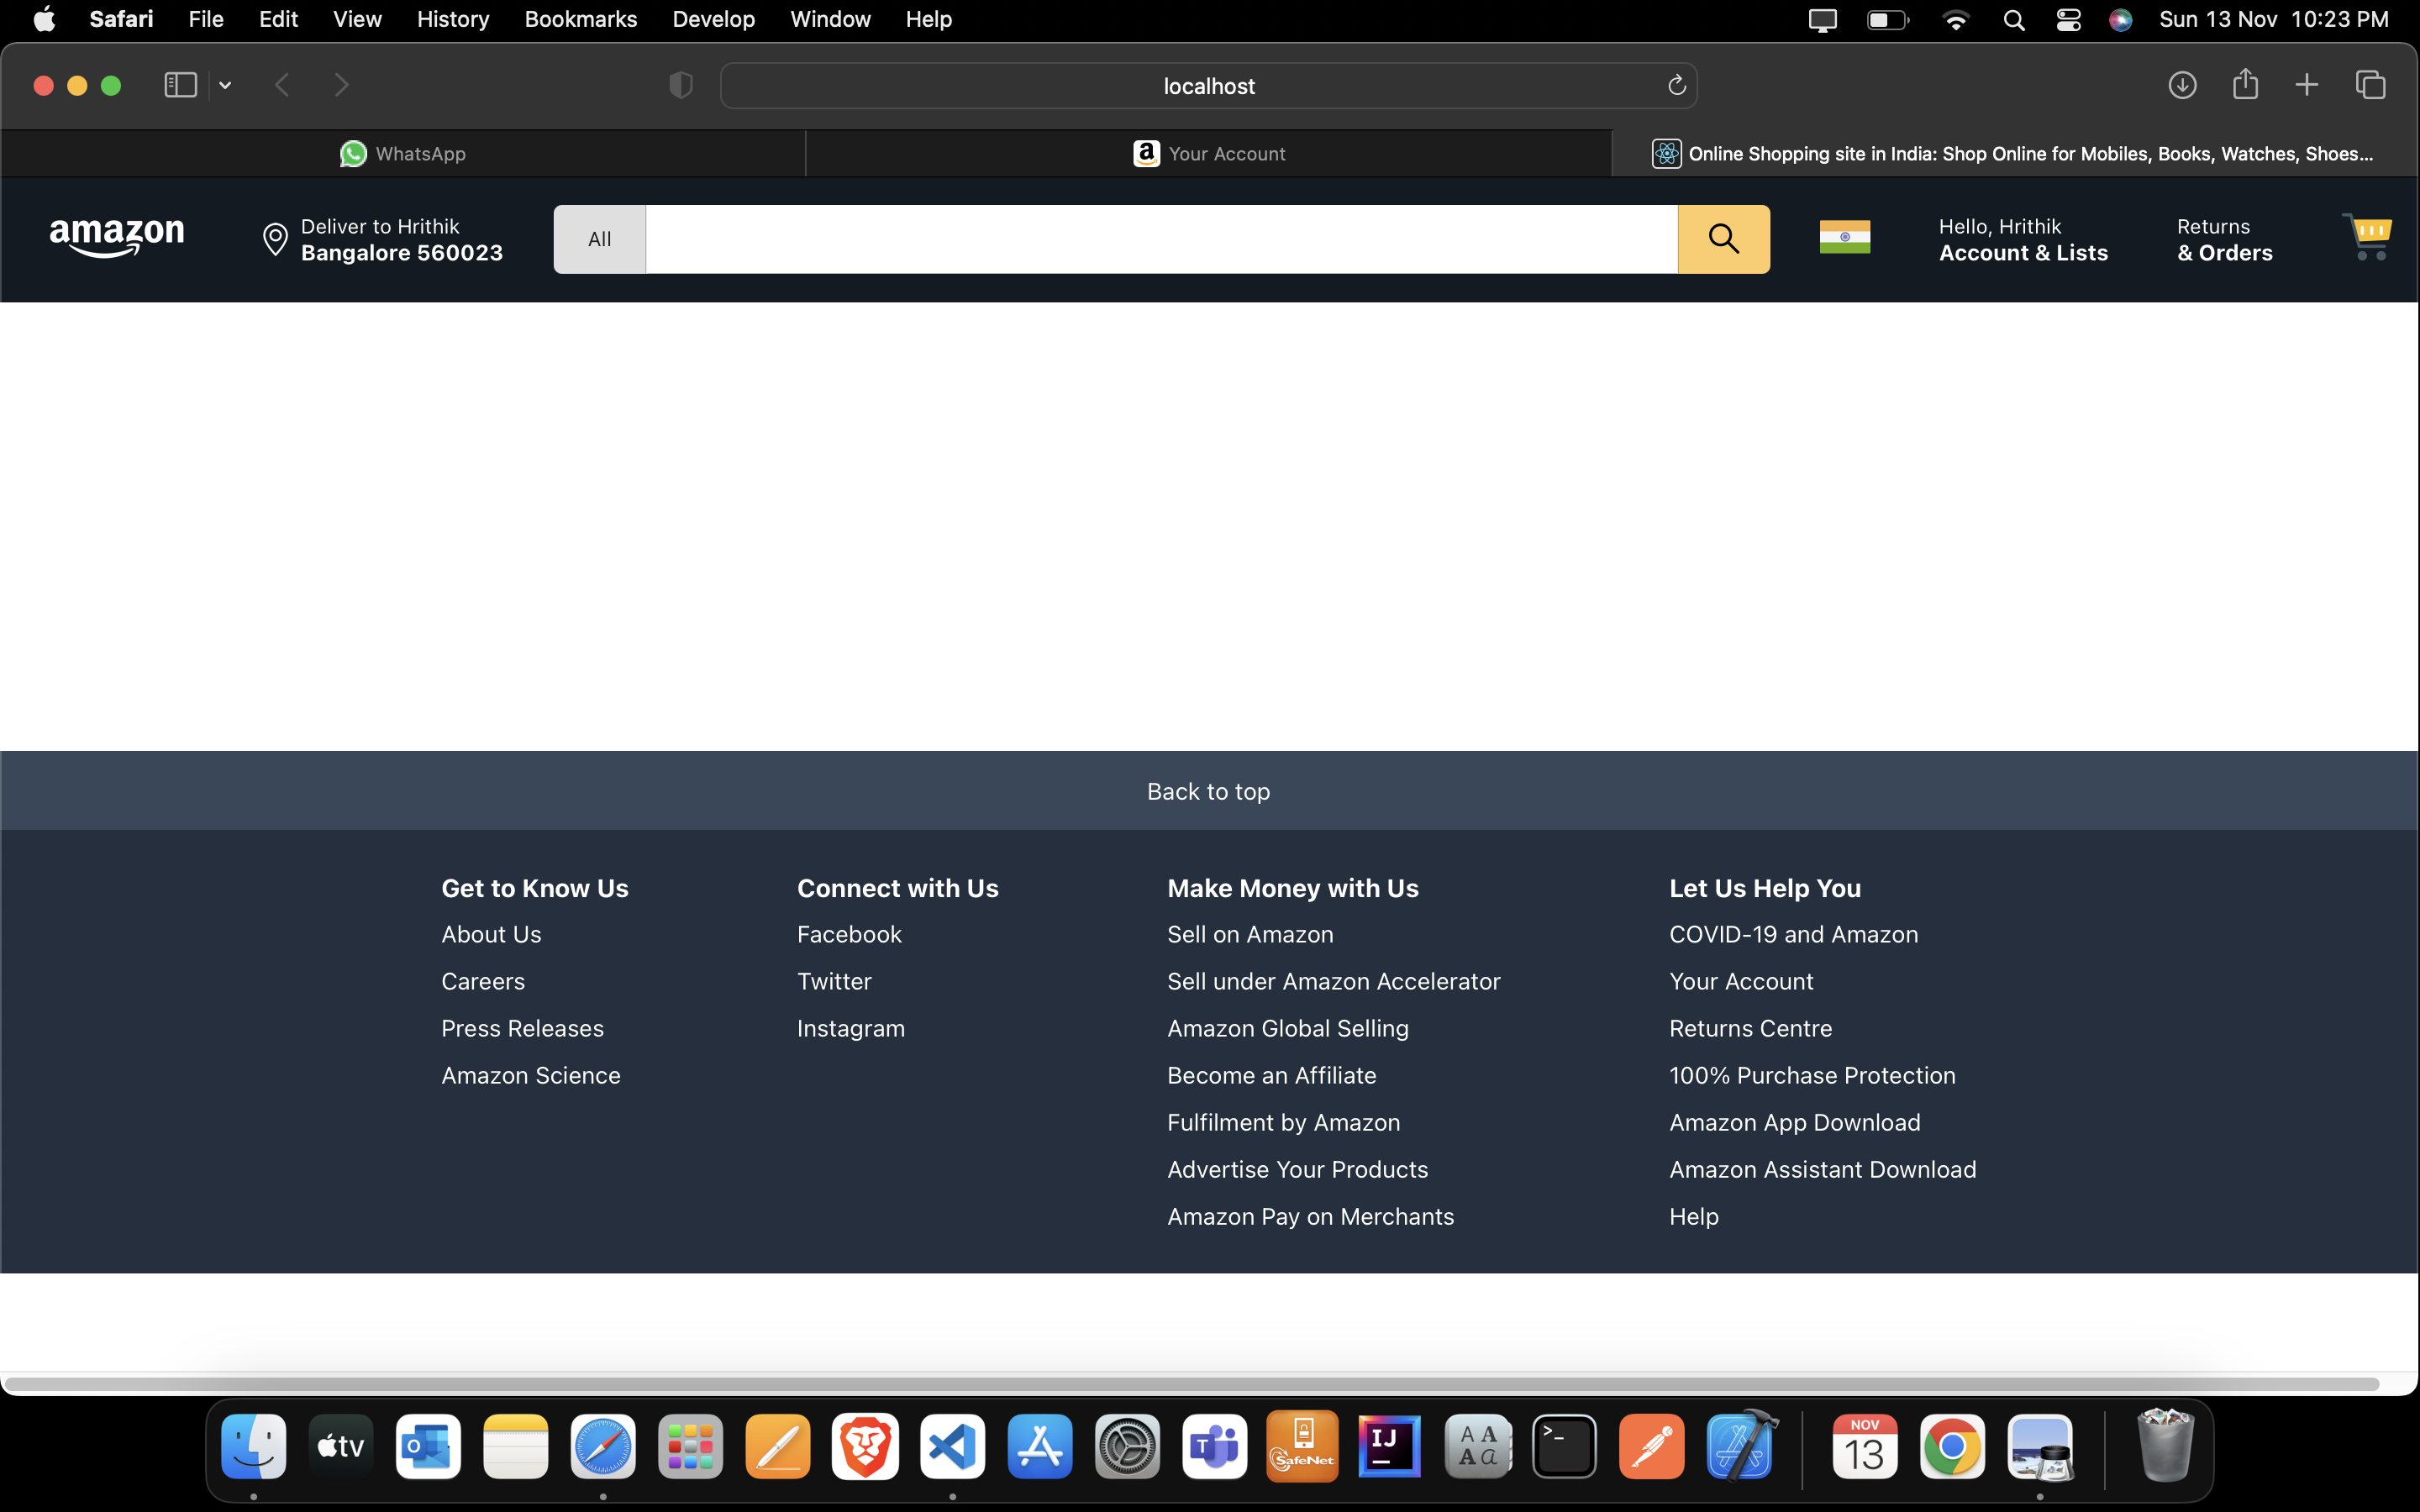 Safari File Edit View History Bookmarks Develop Window Help Sun 13 Nov 10:23 PM
localhost
WhatsApp
a Your Account
Online Shopping site in India: Shop Online for Mobiles, Books, Watches, Shoes...
amazon
Deliver to Hrithik
Bangalore 560023
All
Hello, Hrithik
Account & Lists
Returns
& Orders
Back to top
Get to Know Us
About Us
Careers
Press Releases
Amazon Science
Connect with Us
Facebook
Twitter
Instagram
Make Money with Us
Sell on Amazon
Sell under Amazon Accelerator
Amazon Global Selling
Become an Affiliate
Fulfilment by Amazon
Advertise Your Products
Amazon Pay on Merchants
Let Us Help You
COVID-19 and Amazon
Your Account
Returns Centre
100% Purchase Protection
Amazon App Download
Amazon Assistant Download
Help
tv
O
T
SafeNet
IJ
A A
A a
>_
NOV
13